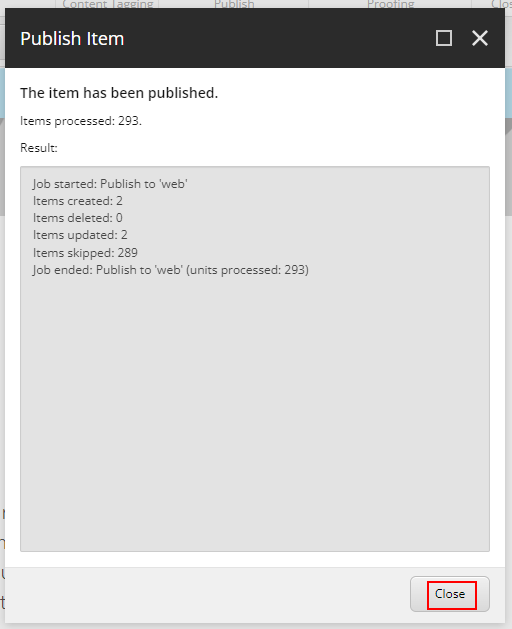 Content Tagging Publish Proofing Clos
Publish Item
The item has been published.
Items processed: 293.
Result:
Job started: Publish to 'web'
Items created: 2
Items deleted: 0
Items updated: 2
Items skipped: 289
Job ended: Publish to 'web' (units processed: 293)
Close